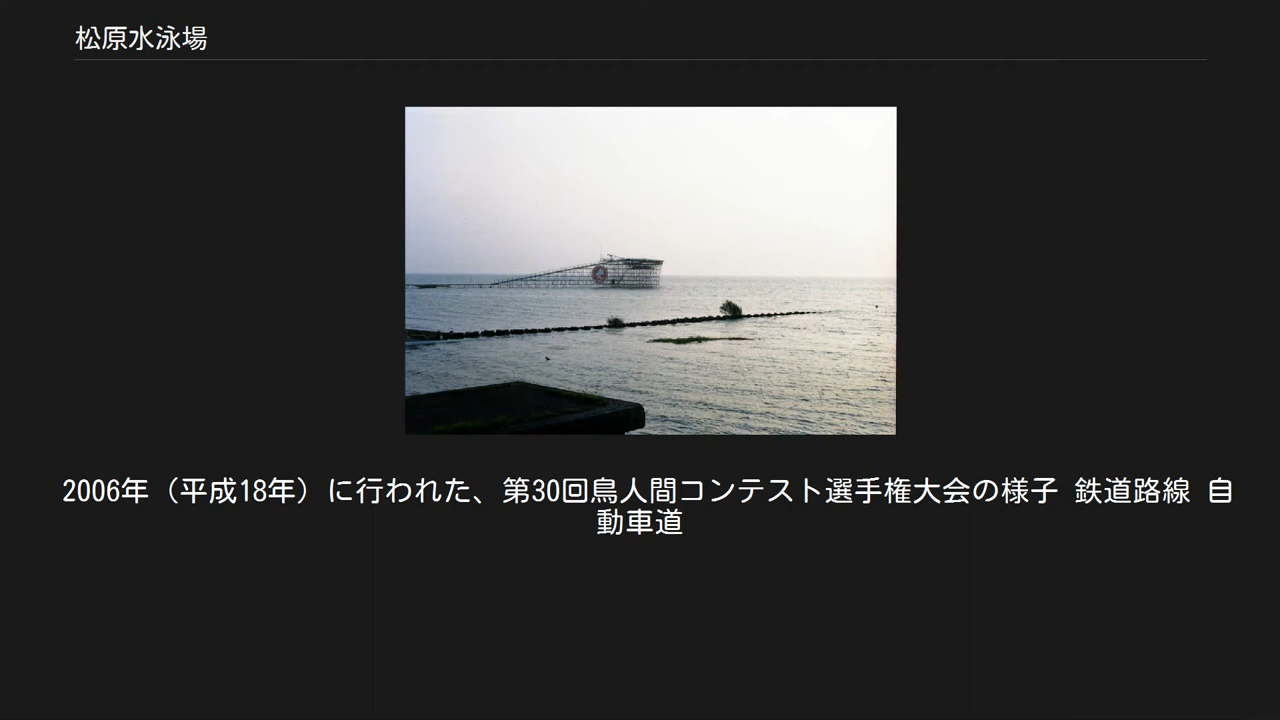 松原水泳場
2006年（平成18年）に行われた、第30回鳥人間コンテスト選手権大会の様子 鉄道路線 自
動車道